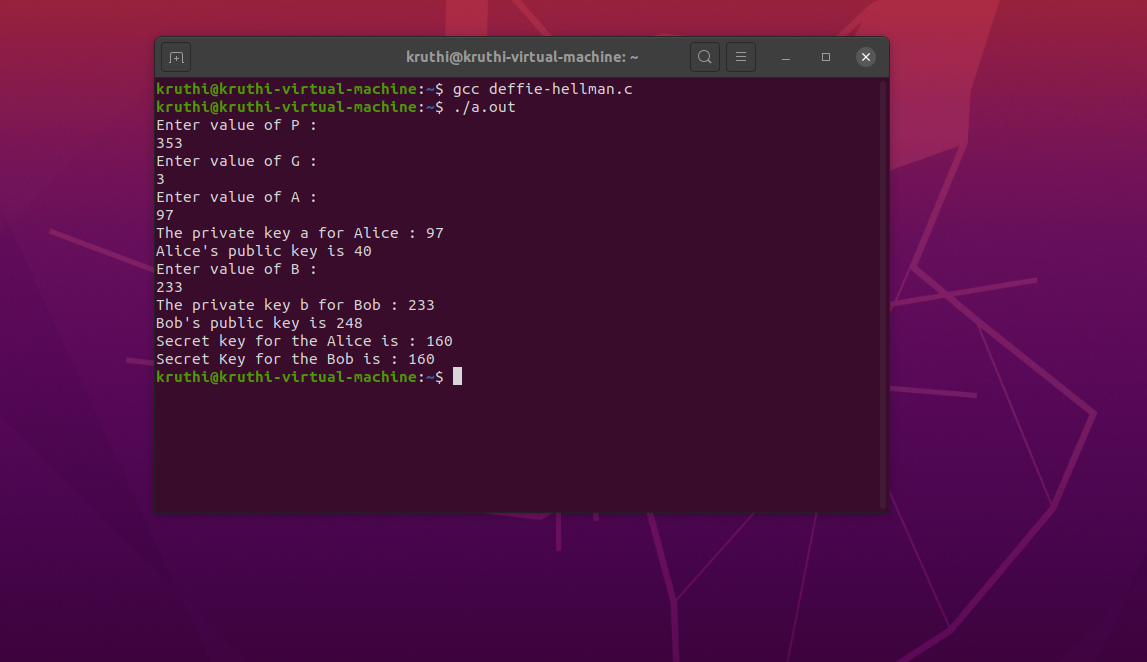 kruthi@kruthi-virtual-machine: ~
kruthi@kruthi-virtual-machine:~$ gcc deffie-hellman.c
kruthi@kruthi-virtual-machine:~$ ./a.out
Enter value of P :
353
Enter value of G :
3
Enter value of A :
97
The private key a for Alice : 97
Alice's public key is 40
Enter value of B :
233
The private key b for Bob : 233
Bob's public key is 248
Secret key for the Alice is : 160
Secret Key for the Bob is : 160
kruthi@kruthi-virtual-machine:~$